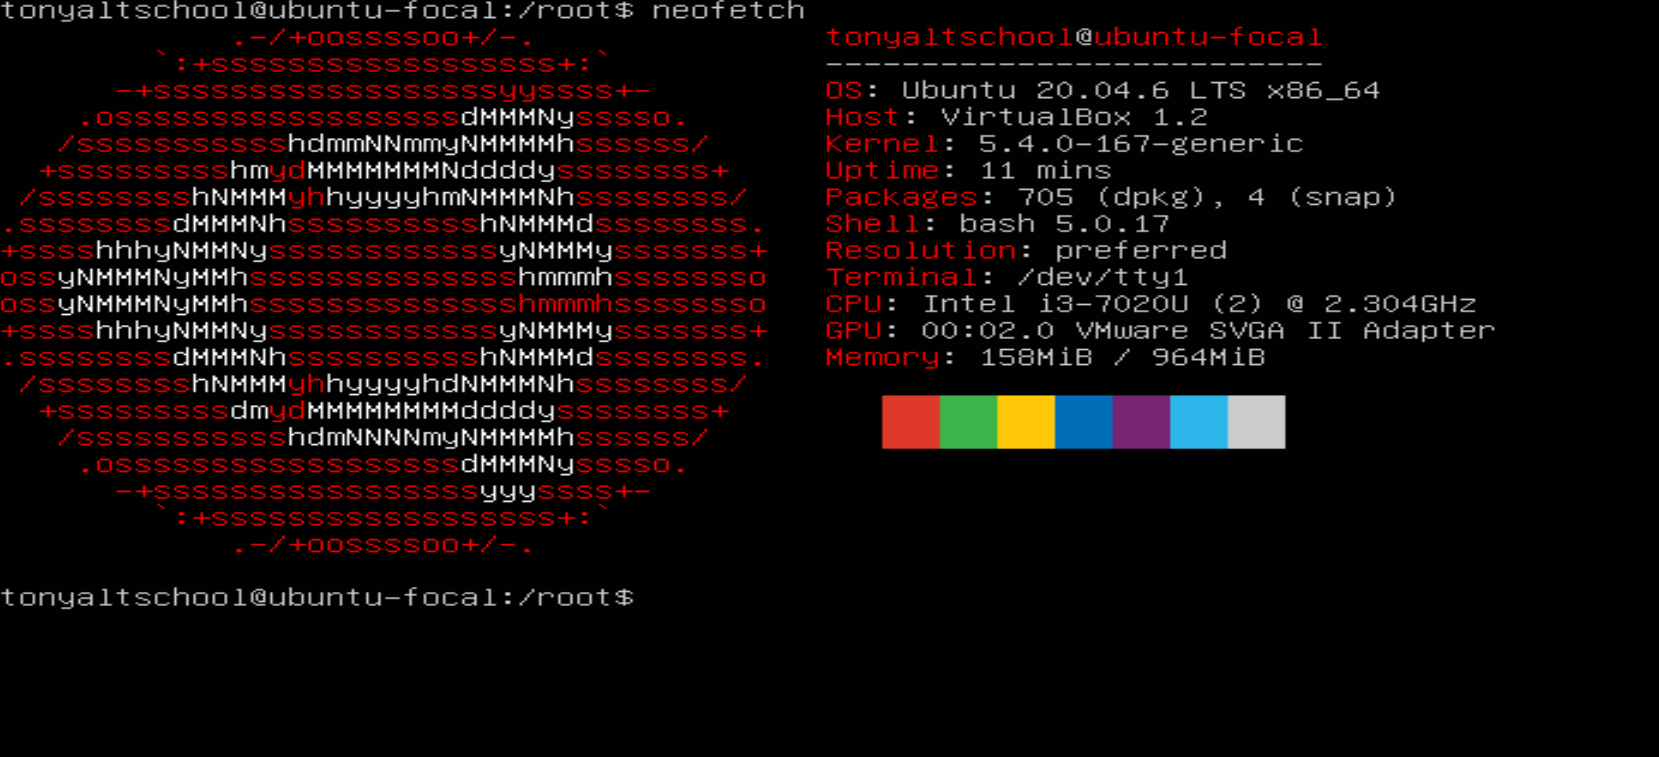 tonyaltschool@ubuntu-focal:/root$ neofetch
.-/+oossssoo+/-.
`:+ssssssssssssssssss+:`
-+ssssssssssssssssssyyssss+-
.ossssssssssssssssssdMMMNysssso.
/ssssssssssshdmmNNmmyNMMMMhssssss/
+ssssssssshmydMMMMMMMNddddyssssssss+
/sssssssshNMMMyhhyyyyhmNMMMNhssssssss/
.ssssssssdMMMNhsssssssssshNMMMdssssssss.
+sssshhhyNMMNyssssssssssssyNMMMysssssss+
ossyNMMMNyMMhsssssssssssssshmmmhssssssso
ossyNMMMNyMMhsssssssssssssshmmmhssssssso
+sssshhhyNMMNyssssssssssssyNMMMysssssss+
.ssssssssdMMMNhsssssssssshNMMMdssssssss.
/sssssssshNMMMyhhyyyyhdNMMMNhssssssss/
+sssssssssdmydMMMMMMMMddddyssssssss+
/ssssssssssshdmNNNNmyNMMMMhssssss/
.ossssssssssssssssssdMMMNysssso.
-+sssssssssssssssssyyyssss+-
`:+ssssssssssssssssss+:`
.-/+oossssoo+/-.
tonyaltschool@ubuntu-focal
--------------------------
OS: Ubuntu 20.04.6 LTS x86_64
Host: VirtualBox 1.2
Kernel: 5.4.0-167-generic
Uptime: 11 mins
Packages: 705 (dpkg), 4 (snap)
Shell: bash 5.0.17
Resolution: preferred
Terminal: /dev/tty1
CPU: Intel i3-7020U (2) @ 2.304GHz
GPU: 00:02.0 VMware SVGA II Adapter
Memory: 158MiB / 964MiB
tonyaltschool@ubuntu-focal:/root$